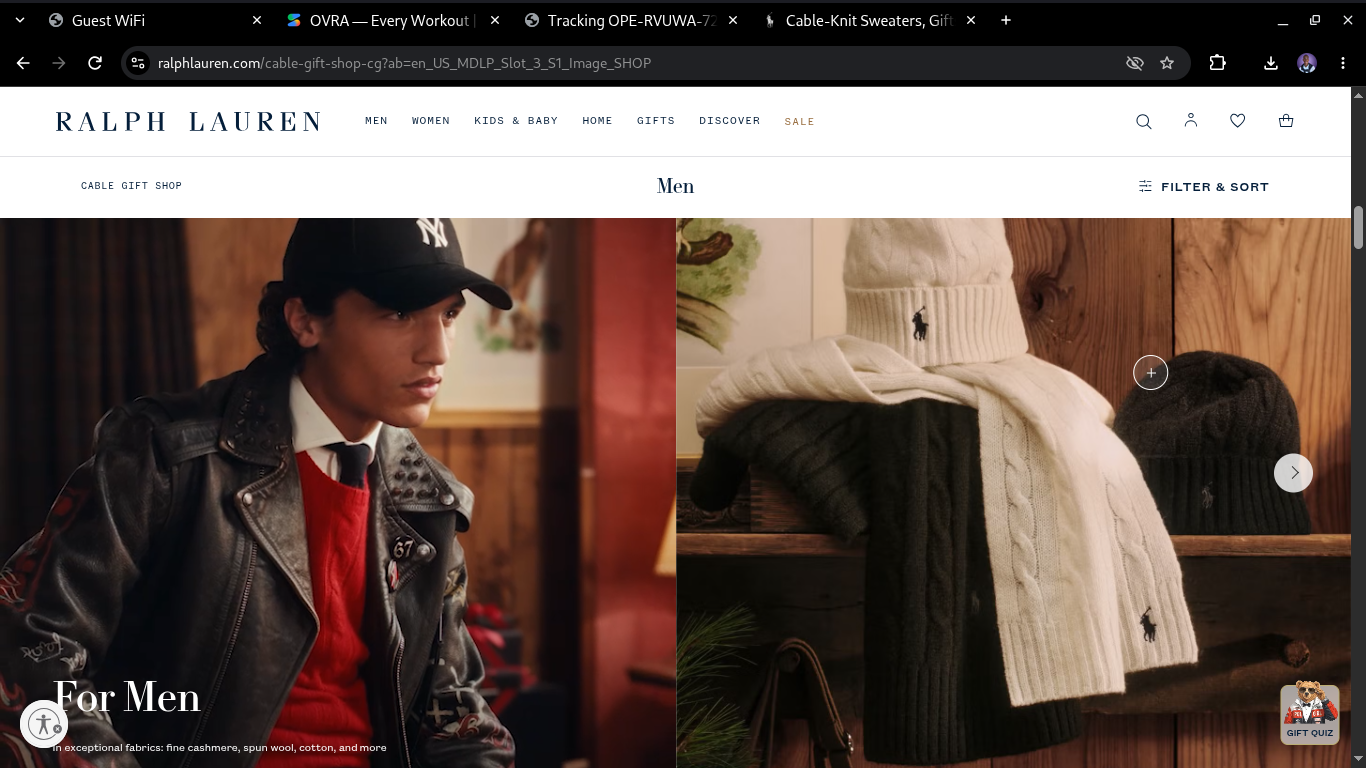 Guest WiFi
OVRA — Every Workout
Tracking OPE-RVUWA-72
Cable-Knit Sweaters, Gift
ralphlauren.com/cable-gift-shop-cg?ab=en_US_MDLP_Slot_3_S1_Image_SHOP
RALPH LAUREN
MEN WOMEN KIDS & BABY HOME GIFTS DISCOVER SALE
CABLE GIFT SHOP
Men
FILTER & SORT
NY
67
For Men
In exceptional fabrics: fine cashmere, spun wool, cotton, and more
GIFT QUIZ